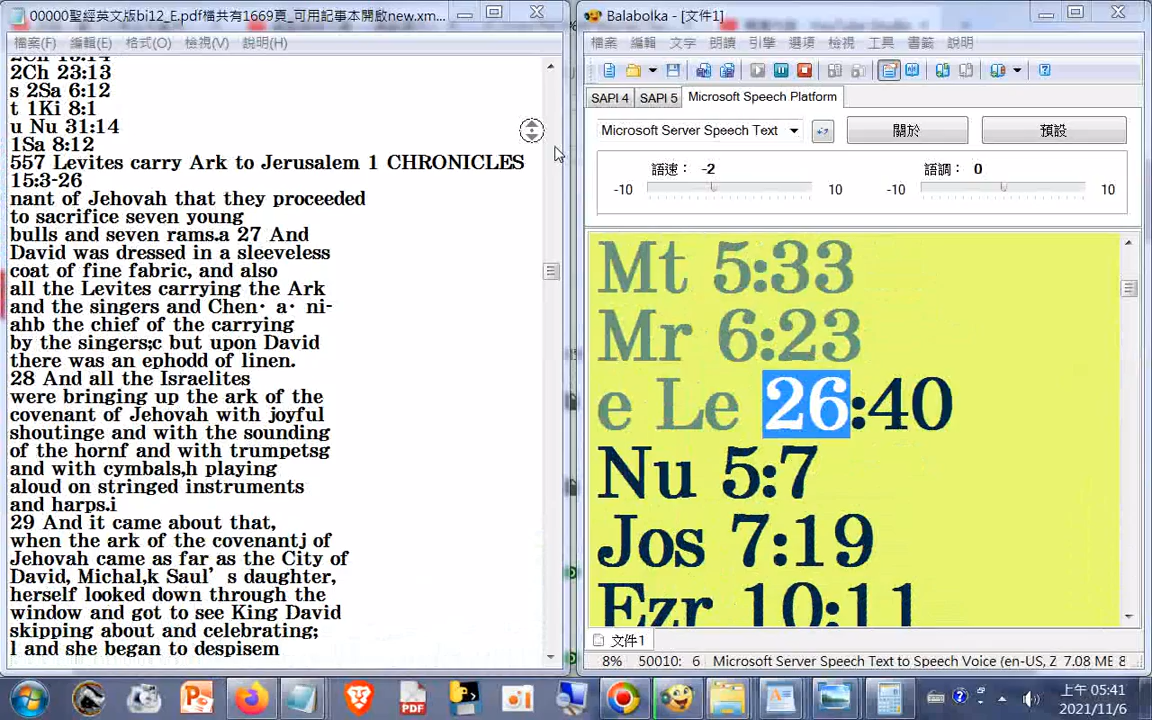 00000聖經英文版bi12_E.pdf檔共有1669頁_可用記事本開啟new.xm...
檔案(F) 編輯(E) 格式(O) 檢視(V) 說明(H)
2Ch 23:13
s 2Sa 6:12
t 1Ki 8:1
u Nu 31:14
1Sa 8:12
557 Levites carry Ark to Jerusalem 1 CHRONICLES
15:3-26
nant of Jehovah that they proceeded
to sacrifice seven young
bulls and seven rams.a 27 And
David was dressed in a sleeveless
coat of fine fabric, and also
all the Levites carrying the Ark
and the singers and Chen· a· ni-
ahb the chief of the carrying
by the singers;c but upon David
there was an ephodd of linen.
28 And all the Israelites
were bringing up the ark of the
covenant of Jehovah with joyful
shoutinge and with the sounding
of the hornf and with trumpetsg
and with cymbals,h playing
aloud on stringed instruments
and harps.i
29 And it came about that,
when the ark of the covenantj of
Jehovah came as far as the City of
David, Michal,k Saul's daughter,
herself looked down through the
window and got to see King David
skipping about and celebrating;
l and she began to despisem
Balabolka - [文件1]
檔案 編輯 文字 朗讀 引擎 選項 檢視 工具 書籤 說明
SAPI 4 SAPI 5 Microsoft Speech Platform
Microsoft Server Speech Text 關於 預設
語速: -2 語調: 0
-10 10 -10 10
Mt 5:33
Mr 6:23
e Le 26:40
Nu 5:7
Jos 7:19
Ezr 10:11
文件1
8% 50010: 6 Microsoft Server Speech Text to Speech Voice (en-US, Z 7.08 MB 8
上午 05:41
2021/11/6